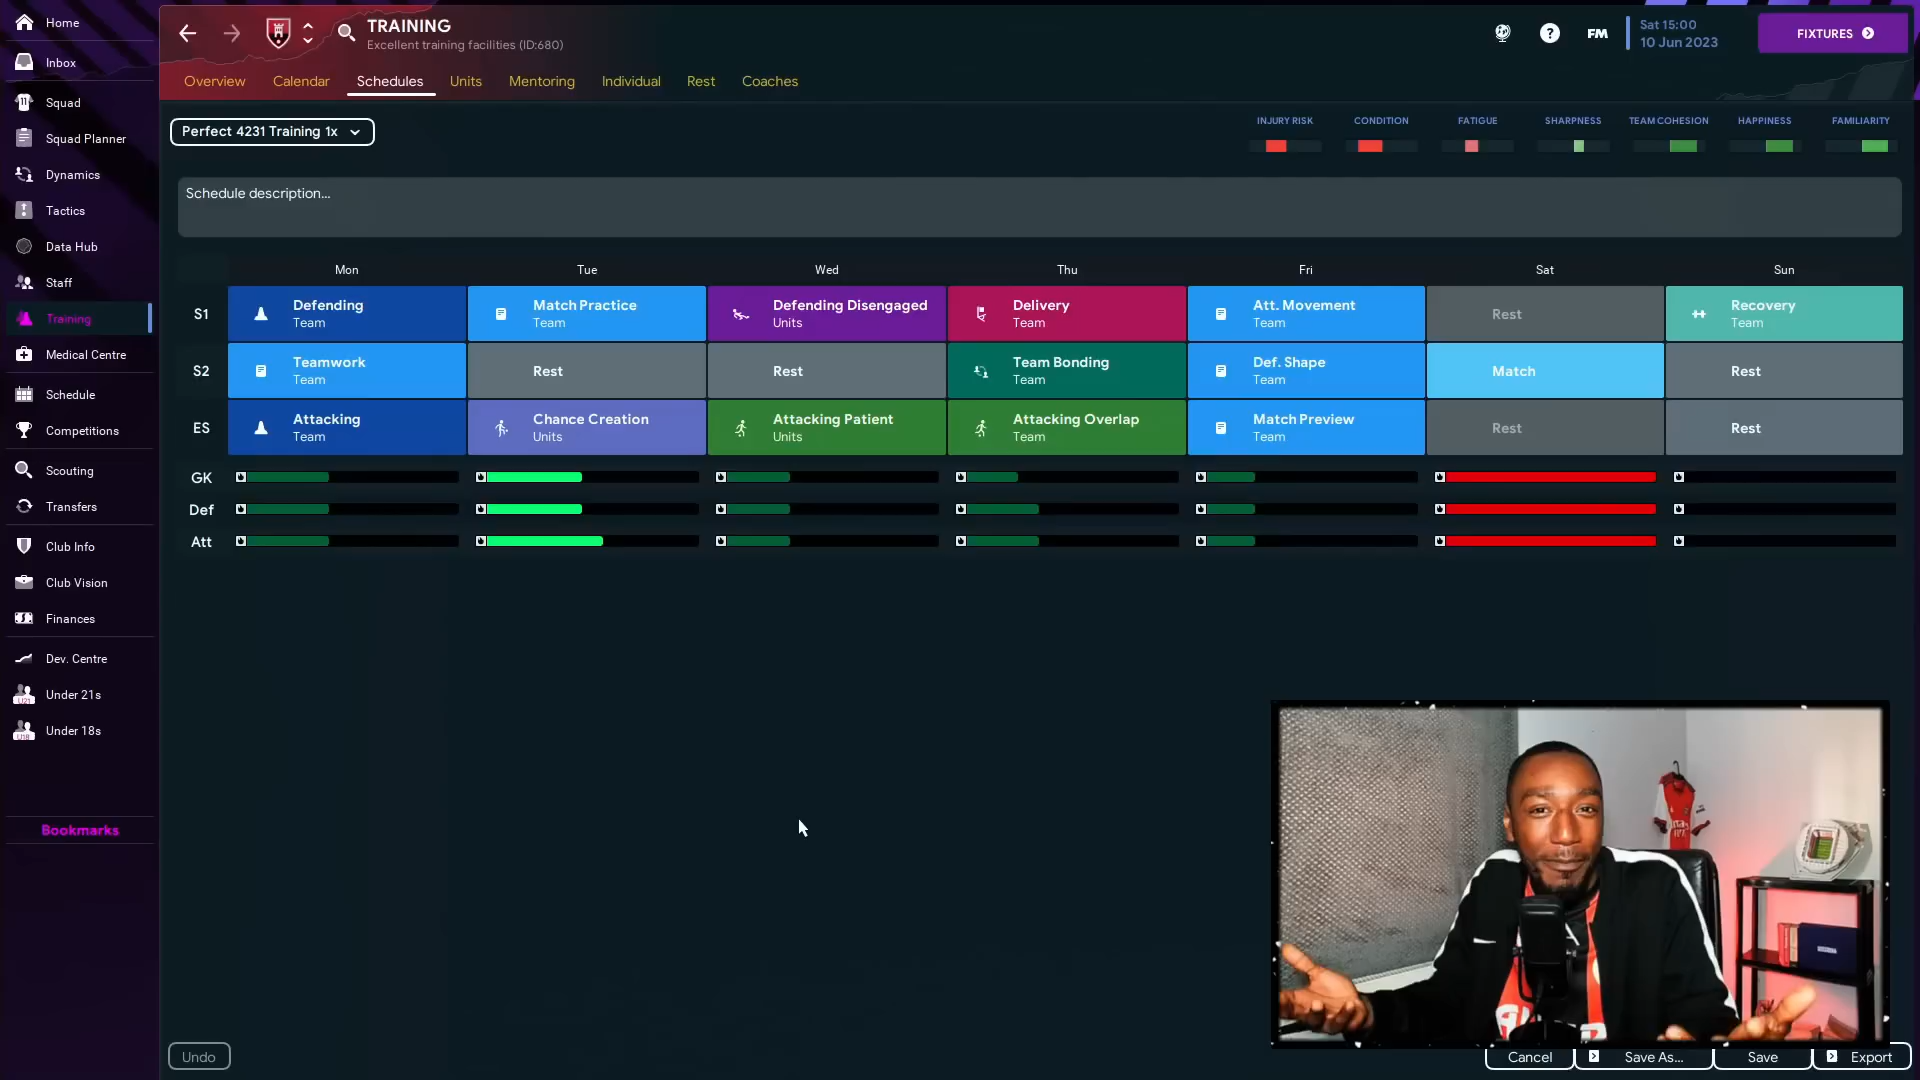 Home
Inbox
Squad
Squad Planner
Dynamics
Tactics
Data Hub
Staff
Training
Medical Centre
Schedule
Competitions
Scouting
Transfers
Club Info
Club Vision
Finances
Dev. Centre
Under 21s
Under 18s
Bookmarks
TRAINING
Excellent training facilities (ID:680)
? FM
Sat 15:00
10 Jun 2023
FIXTURES
Overview Calendar Schedules Units Mentoring Individual Rest Coaches
Perfect 4231 Training 1x
INJURY RISK CONDITION FATIGUE SHARPNESS TEAM COHESION HAPPINESS FAMILIARITY
Schedule description...
Mon Tue Wed Thu Fri Sat Sun
S1
Defending
Team
Match Practice
Team
Defending Disengaged
Units
Delivery
Team
Att. Movement
Team
Rest
Recovery
Team
S2
Teamwork
Team
Rest
Rest
Team Bonding
Team
Def. Shape
Team
Match
Rest
ES
Attacking
Team
Chance Creation
Units
Attacking Patient
Units
Attacking Overlap
Team
Match Preview
Team
Rest
Rest
GK
Def
Att
Undo
Cancel Save As... Save Export